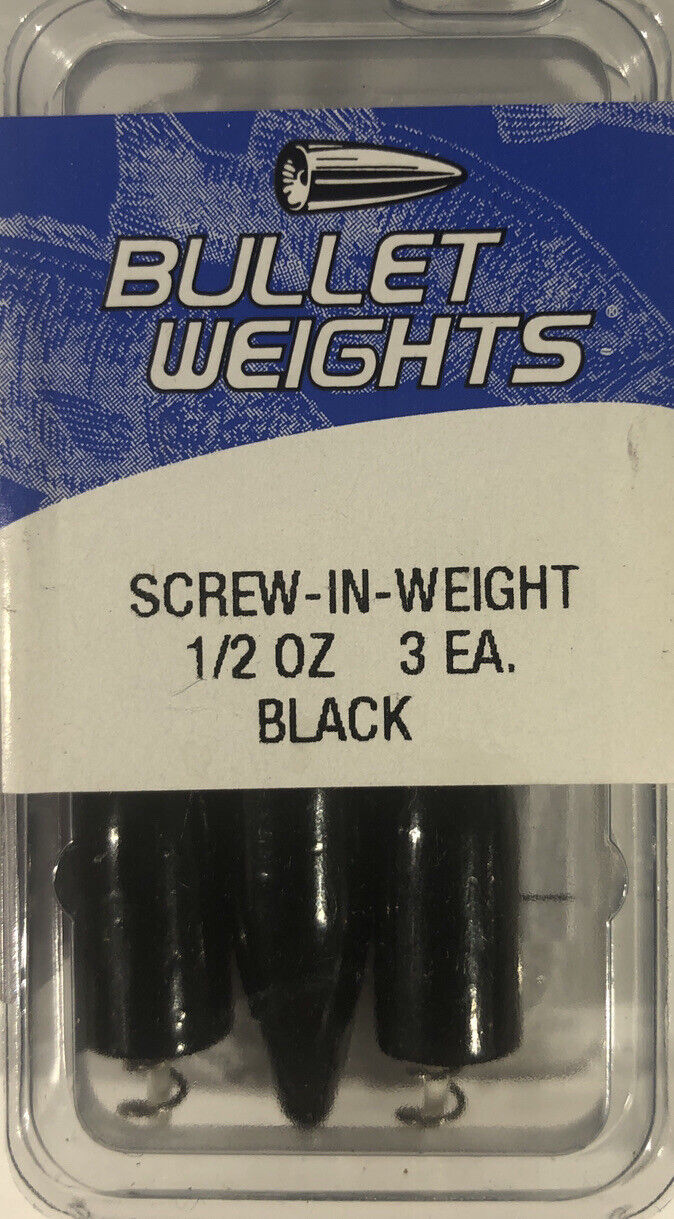 BULLET
WEIGHTS®
SCREW-IN-WEIGHT
1/2 OZ 3 EA.
BLACK